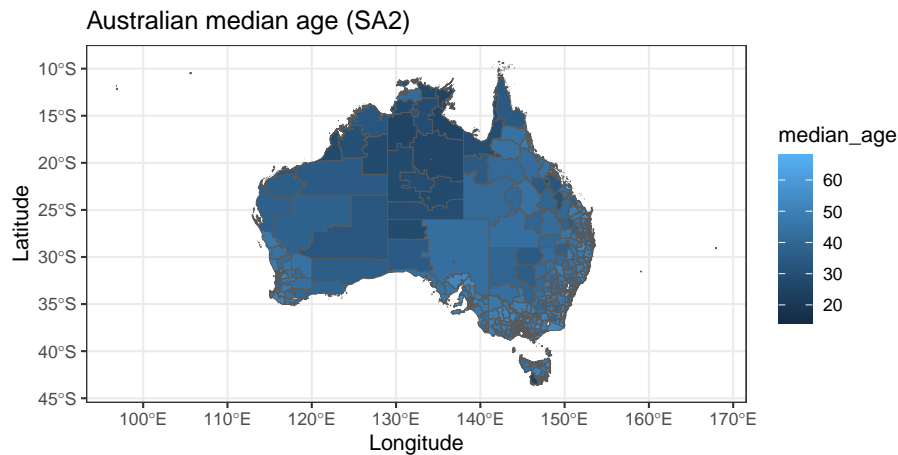 Australian median age (SA2)
10°S
15°S
20°S
25°S
30°S
35°S
40°S
45°S
Latitude
100°E 110°E 120°E 130°E 140°E 150°E 160°E 170°E
Longitude
median_age
60
50
40
30
20